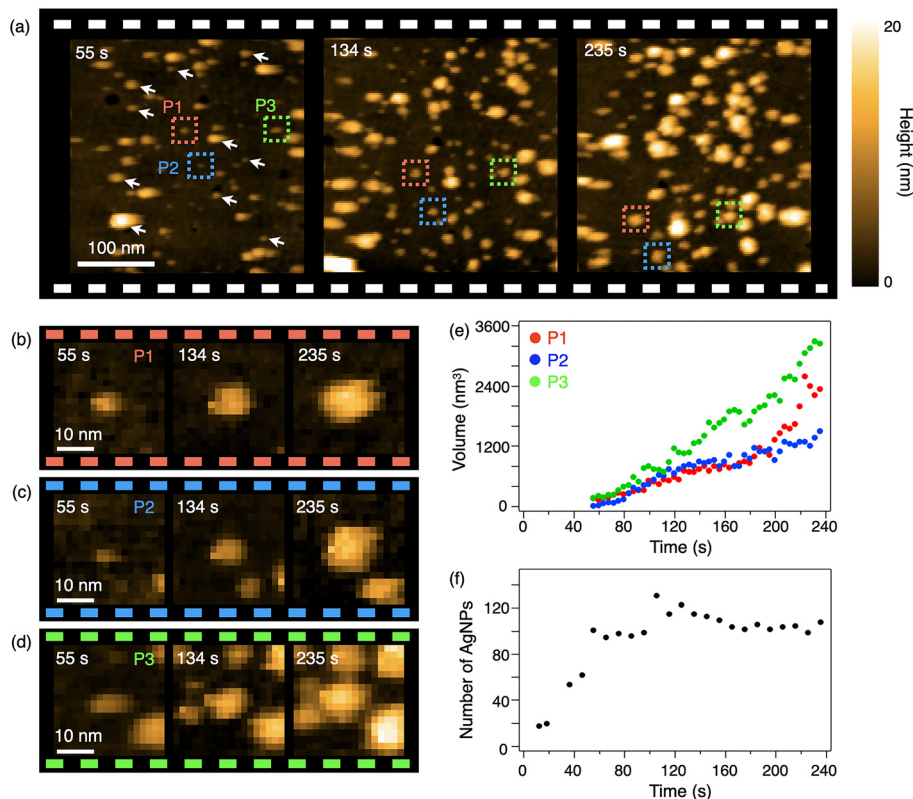 (a)
55 s
134 s
235 s
P1
P3
P2
100 nm
20
Height (nm)
0
(b)
55 s
P1
134 s
235 s
10 nm
(c)
55 s
P2
134 s
235 s
10 nm
(d)
55 s
P3
134 s
235 s
10 nm
(e)
3600
2400
1200
0
Volume (nm³)
P1
P2
P3
0
40
80
120
160
200
240
Time (s)
(f)
120
80
40
0
Number of AgNPs
0
40
80
120
160
200
240
Time (s)